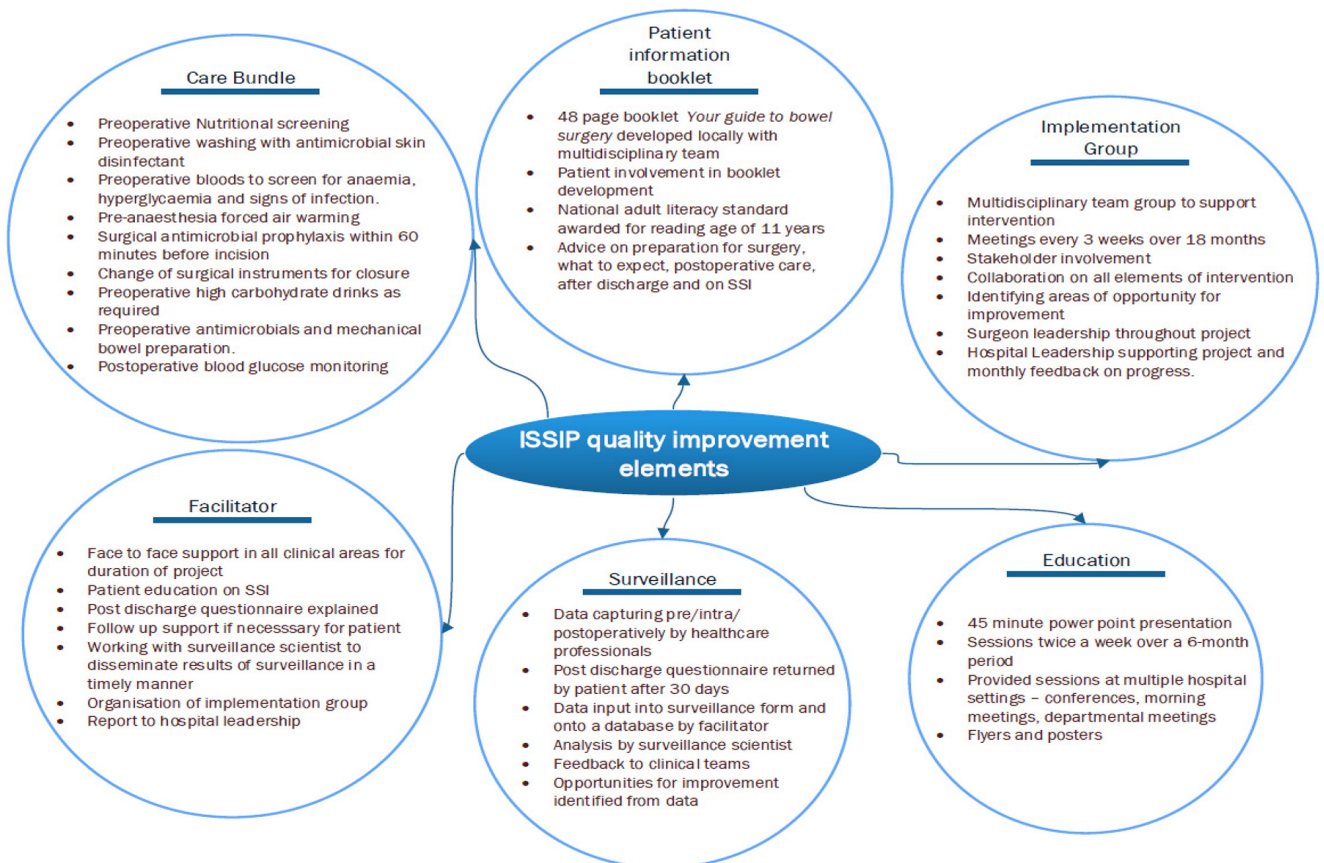 Care Bundle
• Preoperative Nutritional screening
• Preoperative washing with antimicrobial skin
disinfectant
• Preoperative bloods to screen for anaemia,
hyperglycaemia and signs of infection.
• Pre-anaesthesia forced air warming
• Surgical antimicrobial prophylaxis within 60
minutes before incision
• Change of surgical instruments for closure
• Preoperative high carbohydrate drinks as
required
• Preoperative antimicrobials and mechanical
bowel preparation.
• Postoperative blood glucose monitoring
Patient
information
booklet
• 48 page booklet Your guide to bowel
surgery developed locally with
multidisciplinary team
• Patient involvement in booklet
development
• National adult literacy standard
awarded for reading age of 11 years
• Advice on preparation for surgery,
what to expect, postoperative care,
after discharge and on SSI
Implementation
Group
• Multidisciplinary team group to support
intervention
• Meetings every 3 weeks over 18 months
• Stakeholder involvement
• Collaboration on all elements of intervention
• Identifying areas of opportunity for
improvement
• Surgeon leadership throughout project
• Hospital Leadership supporting project and
monthly feedback on progress.
ISSIP quality improvement
elements
Facilitator
• Face to face support in all clinical areas for
duration of project
• Patient education on SSI
• Post discharge questionnaire explained
• Follow up support if necesssary for patient
• Working with surveillance scientist to
disseminate results of surveillance in a
timely manner
• Organisation of implementation group
• Report to hospital leadership
Surveillance
• Data capturing pre/intra/
postoperatively by healthcare
professionals
• Post discharge questionnaire returned
by patient after 30 days
• Data input into surveillance form and
onto a database by facilitator
• Analysis by surveillance scientist
• Feedback to clinical teams
• Opportunities for improvement
identified from data
Education
• 45 minute power point presentation
• Sessions twice a week over a 6-month
period
• Provided sessions at multiple hospital
settings – conferences, morning
meetings, departmental meetings
• Flyers and posters